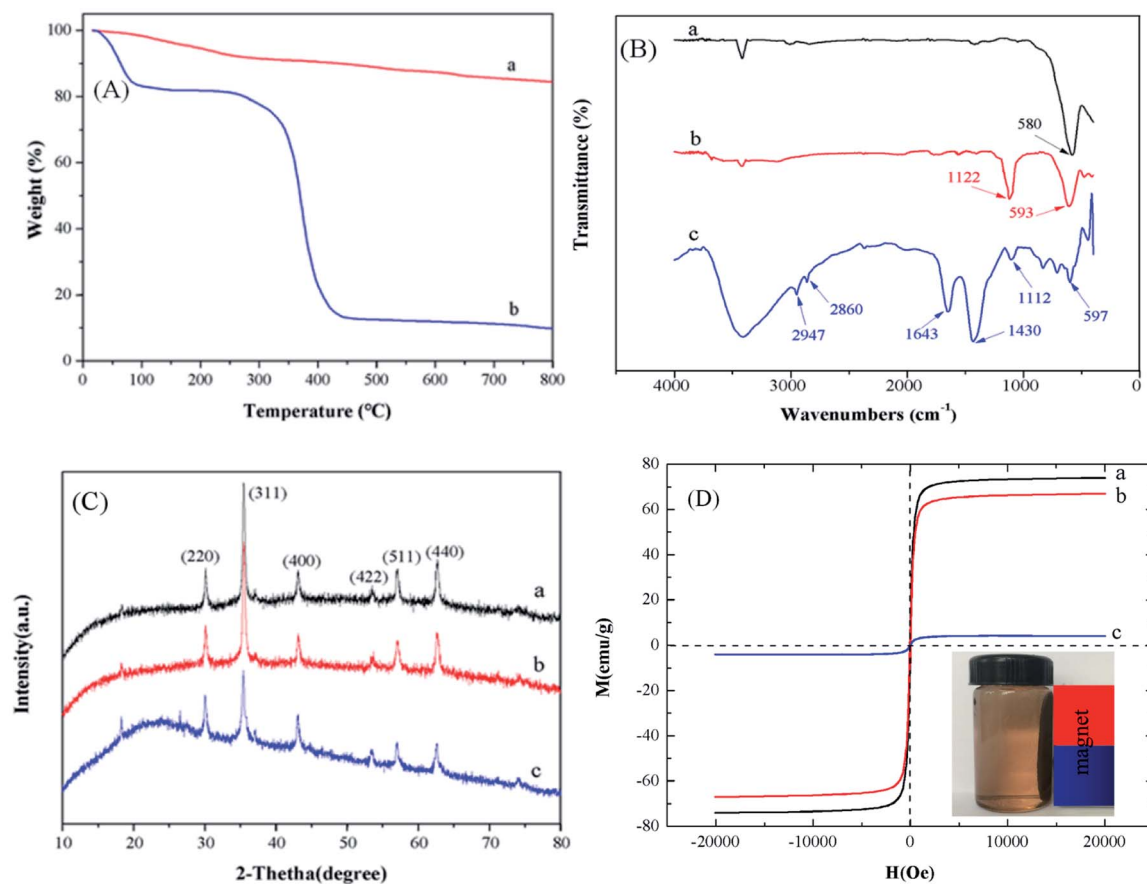 (A)
a
b
Weight (%)
100
80
60
40
20
0
0 100 200 300 400 500 600 700 800
Temperature (°C)
(B)
a
580
b
1122
593
c
2947
2860
1643
1430
1112
597
Transmittance (%)
4000 3000 2000 1000 0
Wavenumbers (cm-1)
(C)
(220)
(311)
(400)
(422)
(511)
(440)
a
b
c
Intensity(a.u.)
10 20 30 40 50 60 70 80
2-Thetha(degree)
(D)
a
b
c
M(emu/g)
80
60
40
20
0
-20
-40
-60
-80
magnet
-20000 -10000 0 10000 20000
H(Oe)